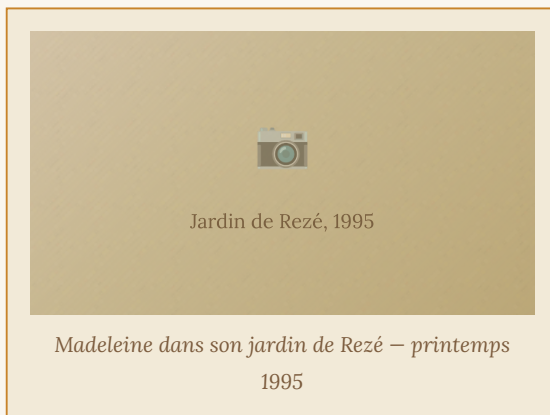 Jardin de Rezé, 1995
Madeleine dans son jardin de Rezé — printemps
1995